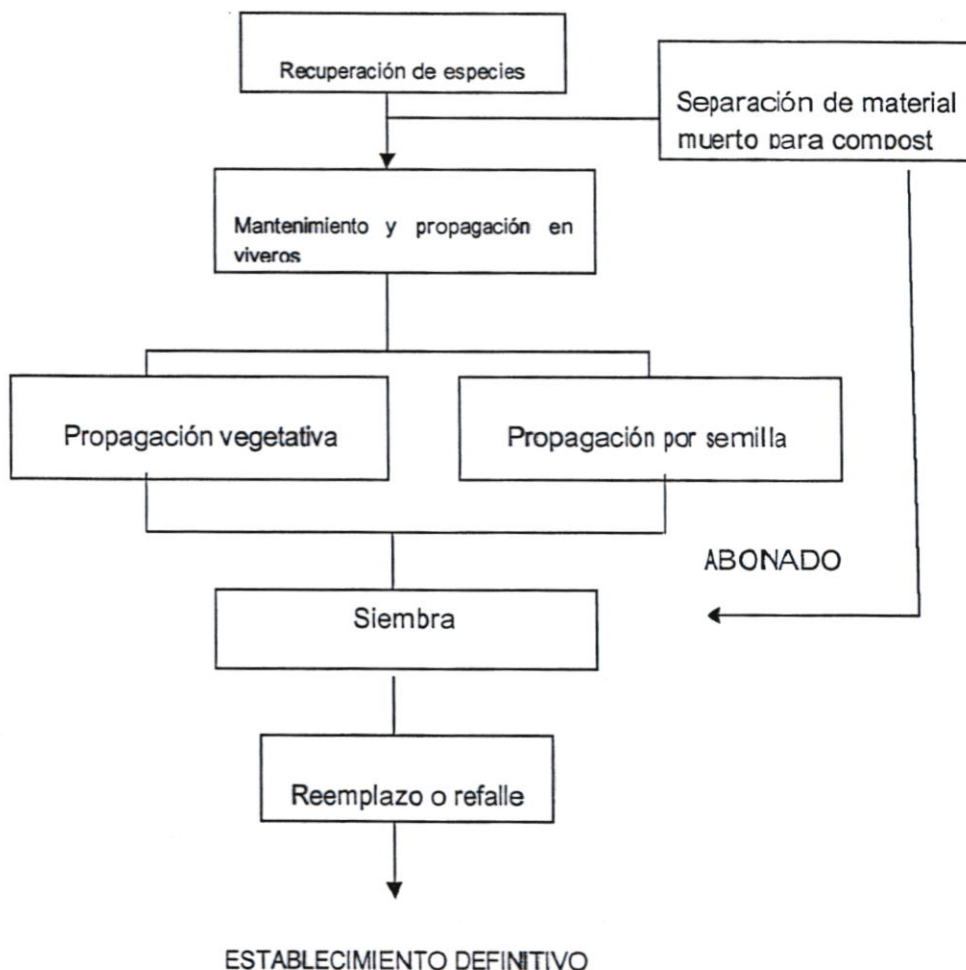 Recuperación de especies
Separación de material
muerto para compost
Mantenimiento y propagación en
viveros
Propagación vegetativa
Propagación por semilla
ABONADO
Siembra
Reemplazo o refalle
ESTABLECIMIENTO DEFINITIVO